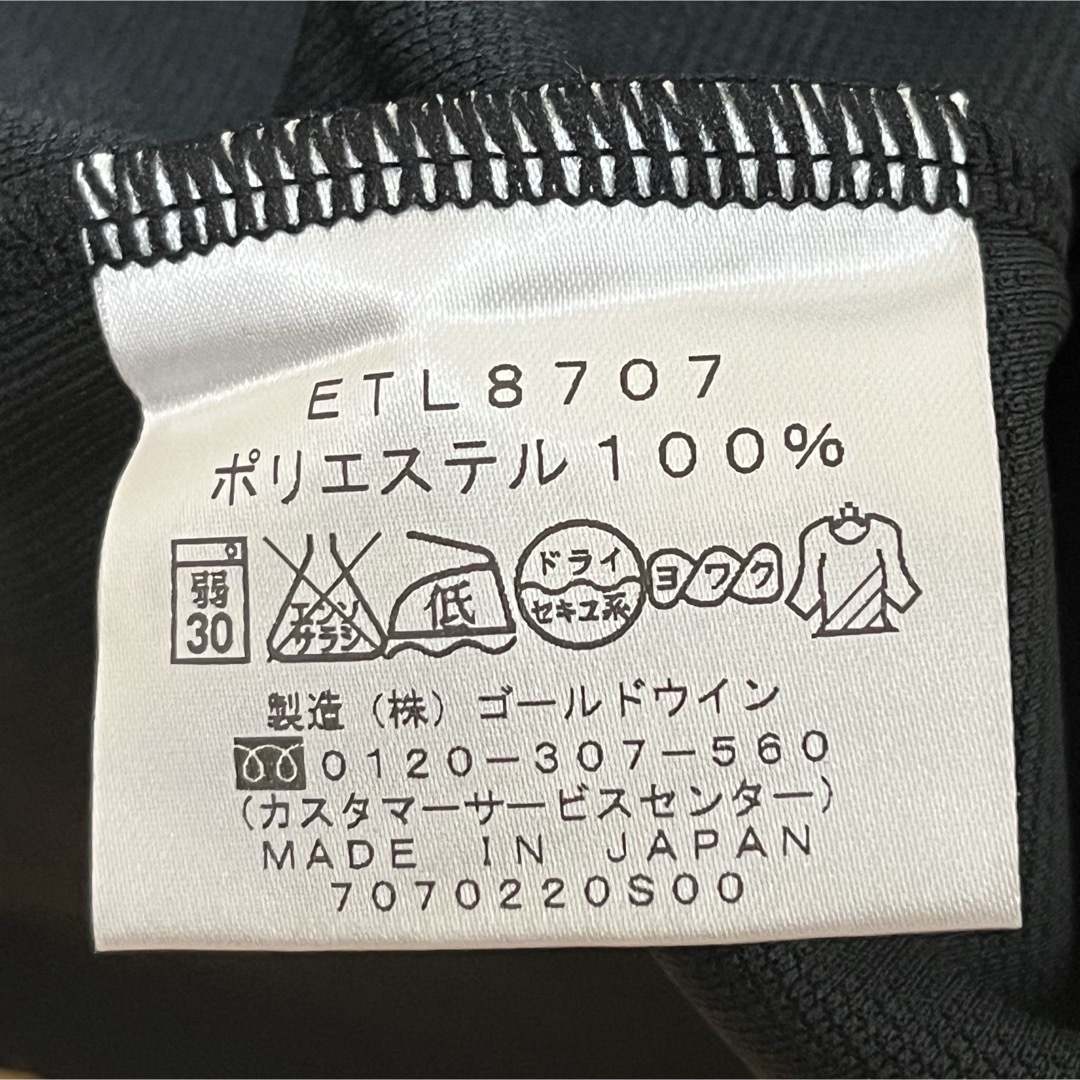 ETL8707
ポリエステル100%
弱 30 エンソ サラシ 低 ドライ セキユ系 ヨワク
製造(株)ゴールドウイン
0120-307-560
(カスタマーサービスセンター)
MADE IN JAPAN
7070220S00